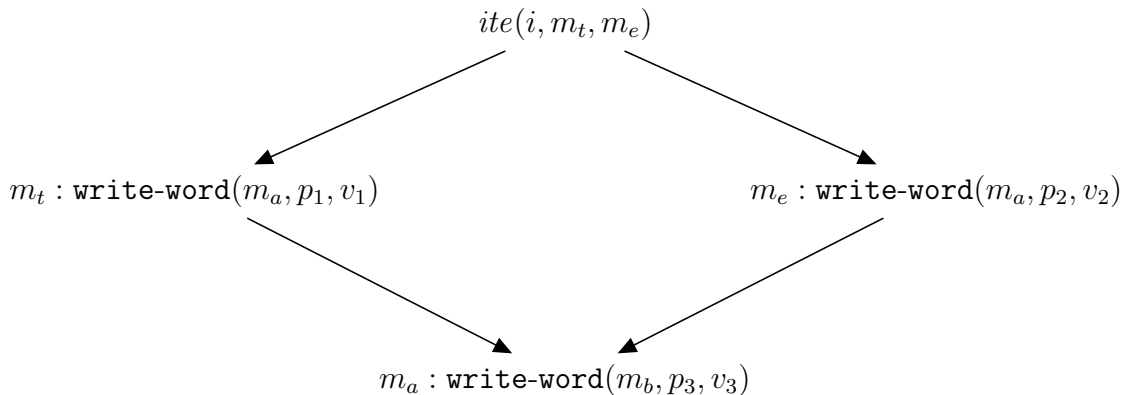 ite(i, m_t, m_e)
m_t : write-word(m_a, p_1, v_1)
m_e : write-word(m_a, p_2, v_2)
m_a : write-word(m_b, p_3, v_3)